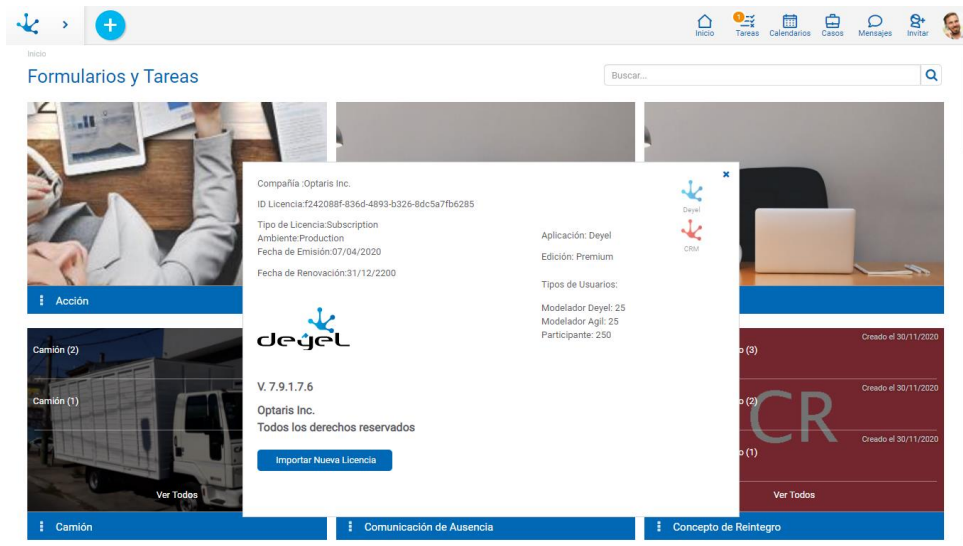 1
Inicio
Tareas
Calendarios
Casos
Mensajes
Invitar
Inicio
Formularios y Tareas
Buscar...
Compañía :Optaris Inc.
ID Licencia:f242088f-836d-4893-b326-8dc5a7fb6285
Tipo de Licencia:Subscription
Ambiente:Production
Fecha de Emisión:07/04/2020
Fecha de Renovación:31/12/2200
Aplicación: Deyel
Edición: Premium
Tipos de Usuarios:
Modelador Deyel: 25
Modelador Agil: 25
Participante: 250
Deyel
CRM
deyel
V. 7.9.1.7.6
Optaris Inc.
Todos los derechos reservados
Importar Nueva Licencia
Acción
Camión (2)
Camión (1)
Ver Todos
Camión
Comunicación de Ausencia
Creado el 30/11/2020
o (3)
Creado el 30/11/2020
o (2)
CR
Creado el 30/11/2020
o (1)
Ver Todos
Concepto de Reintegro